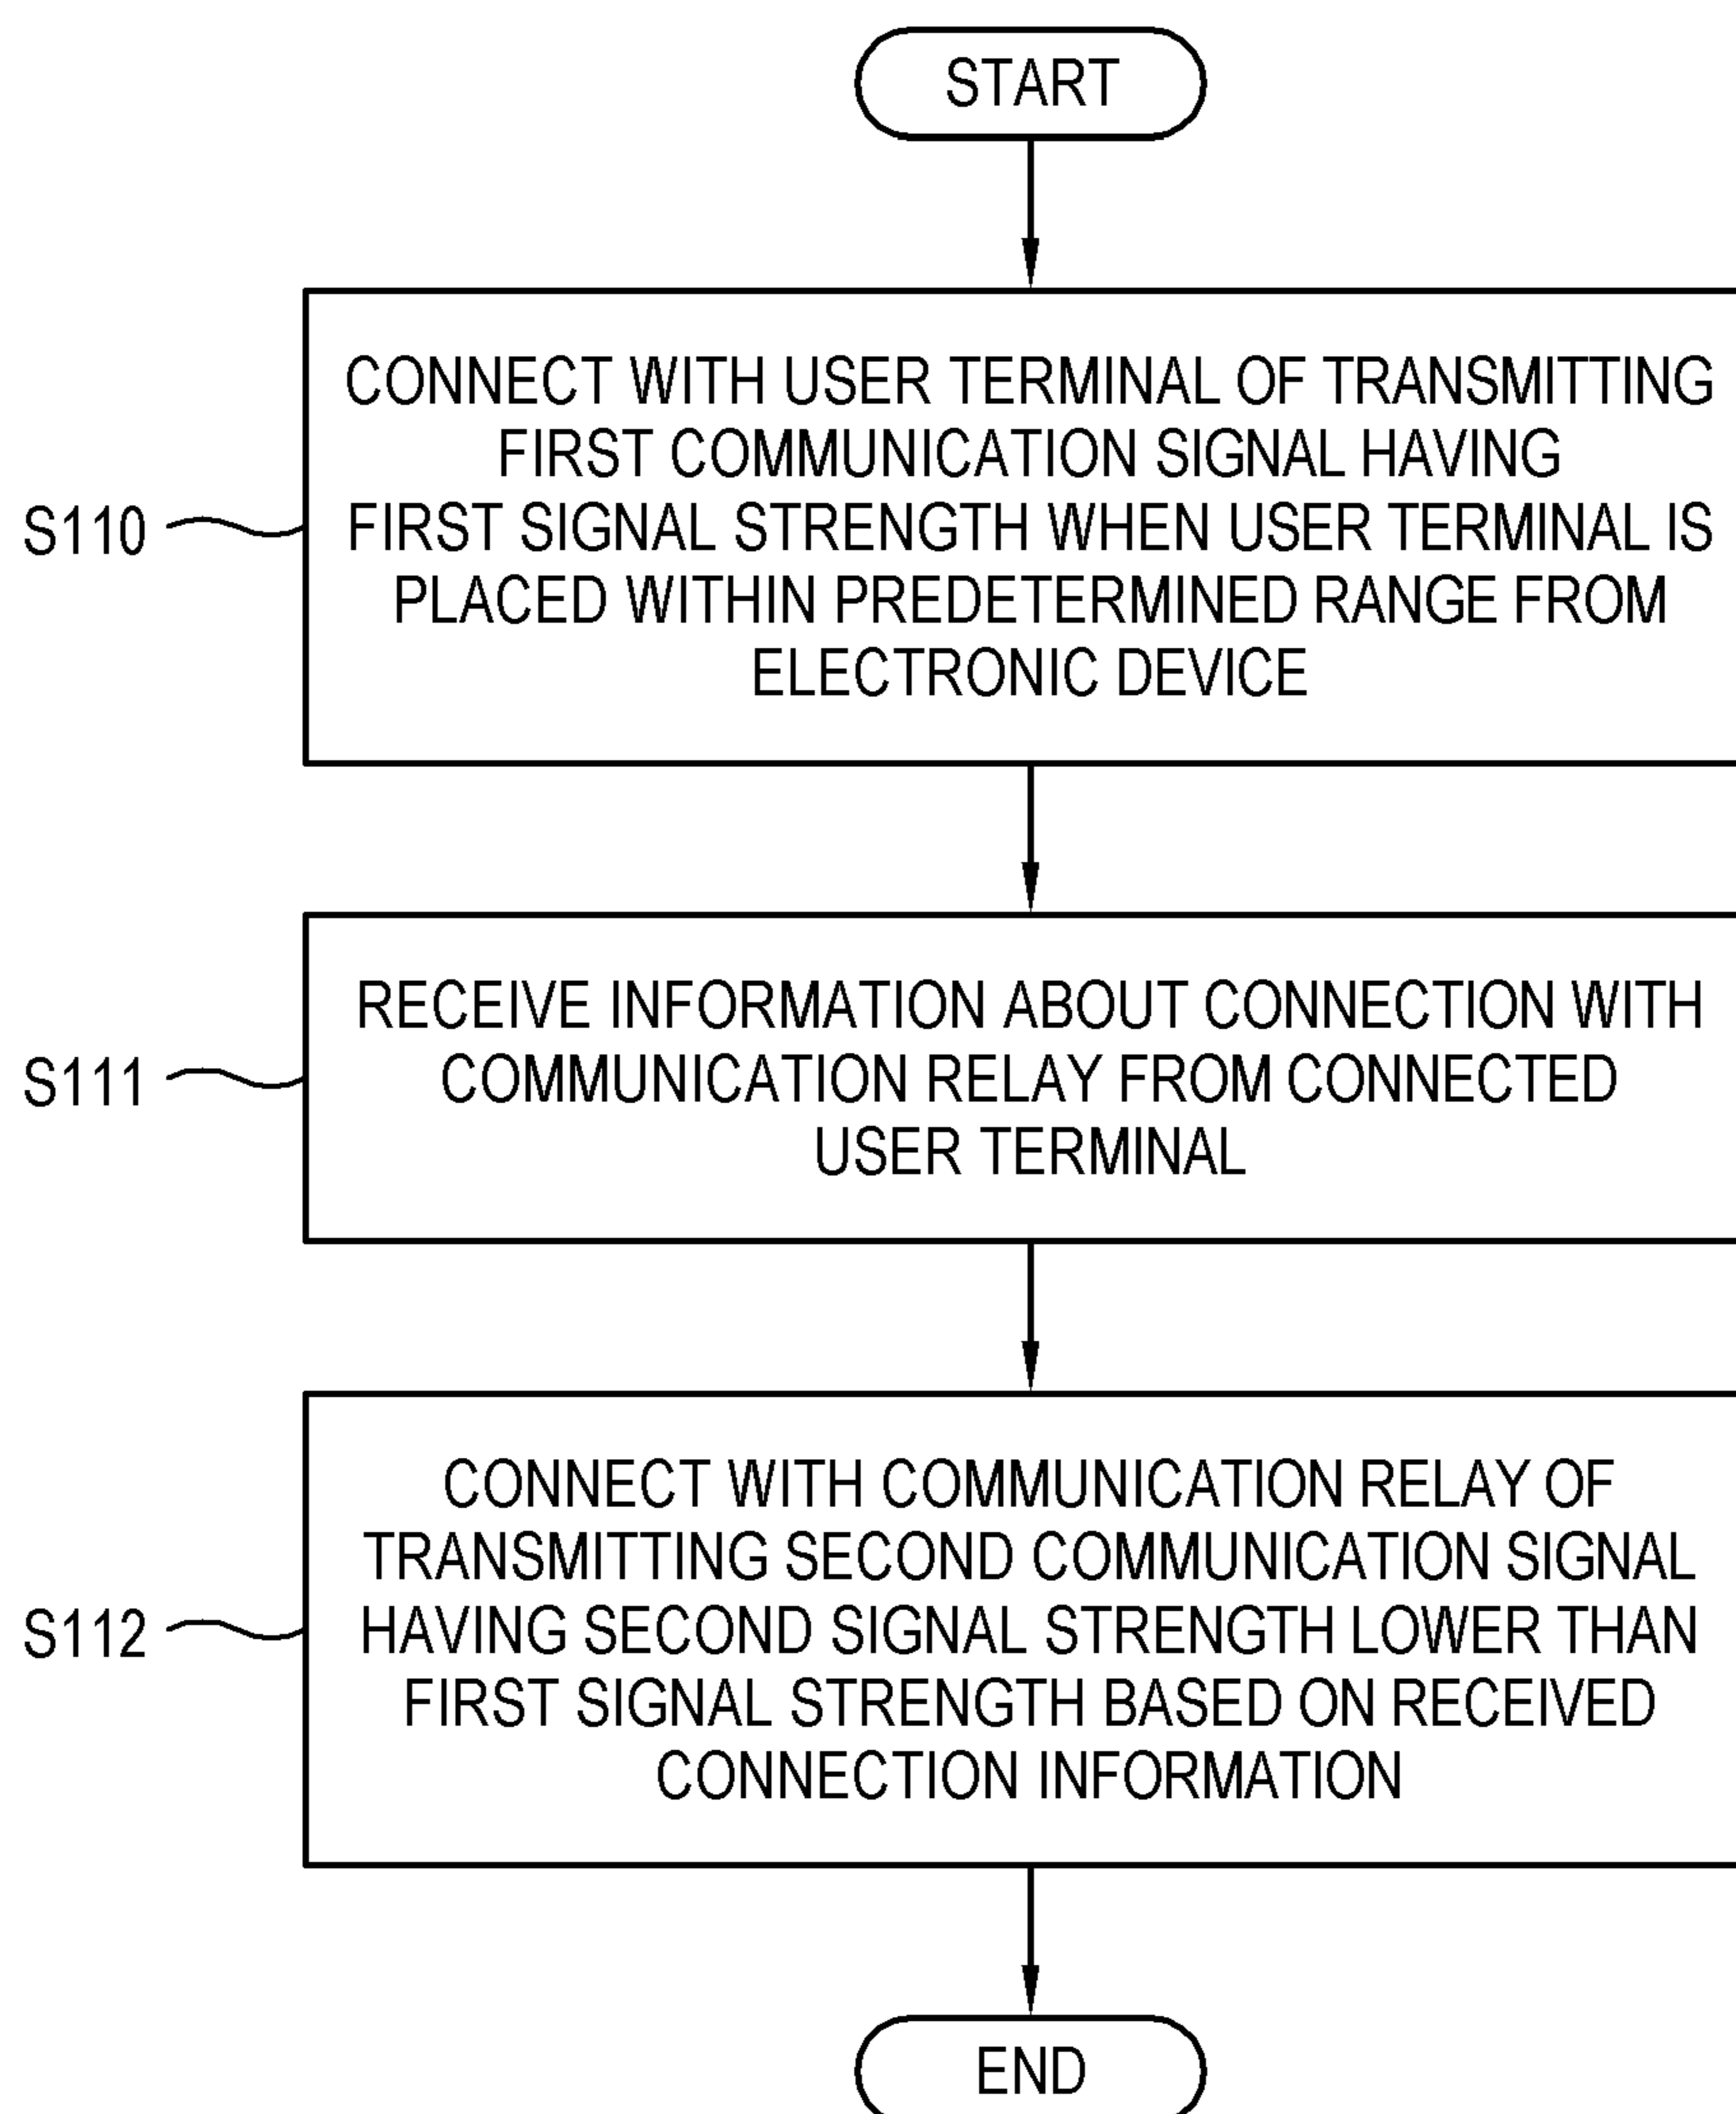 START
CONNECT WITH USER TERMINAL OF TRANSMITTING
FIRST COMMUNICATION SIGNAL HAVING
FIRST SIGNAL STRENGTH WHEN USER TERMINAL IS
PLACED WITHIN PREDETERMINED RANGE FROM
ELECTRONIC DEVICE
S110
RECEIVE INFORMATION ABOUT CONNECTION WITH
COMMUNICATION RELAY FROM CONNECTED
USER TERMINAL
S111
CONNECT WITH COMMUNICATION RELAY OF
TRANSMITTING SECOND COMMUNICATION SIGNAL
HAVING SECOND SIGNAL STRENGTH LOWER THAN
FIRST SIGNAL STRENGTH BASED ON RECEIVED
CONNECTION INFORMATION
S112
END